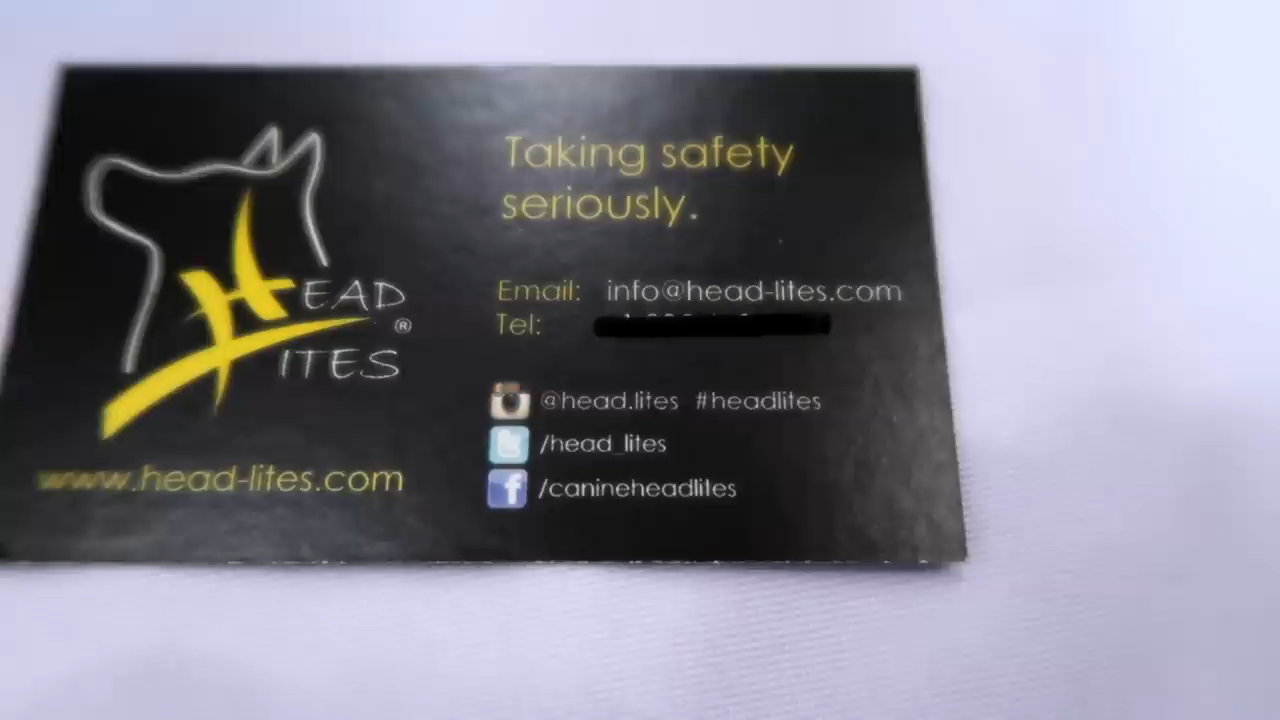 HEAD
®
LITES
www.head-lites.com
Taking safety
seriously.
Email: info@head-lites.com
Tel:
@head.lites #headlites
/head_lites
/canineheadlites